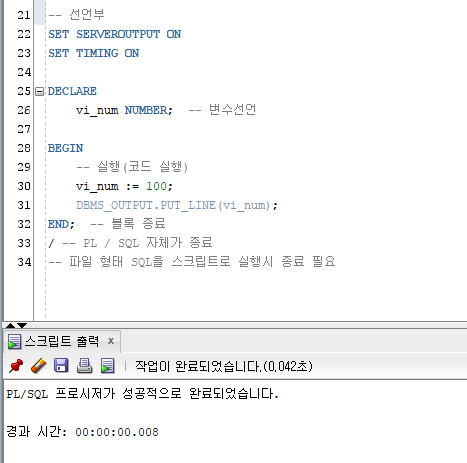 21 -- 선언부
22 SET SERVEROUTPUT ON
23 SET TIMING ON
24
25 DECLARE
26 vi_num NUMBER; -- 변수선언
27
28 BEGIN
29 -- 실행(코드 실행)
30 vi_num := 100;
31 DBMS_OUTPUT.PUT_LINE(vi_num);
32 END; -- 블록 종료
33 / -- PL / SQL 자체가 종료
34 -- 파일 형태 SQL을 스크립트로 실행시 종료 필요
스크립트 출력 x
작업이 완료되었습니다.(0,042초)
PL/SQL 프로시저가 성공적으로 완료되었습니다.
경과 시간: 00:00:00.008